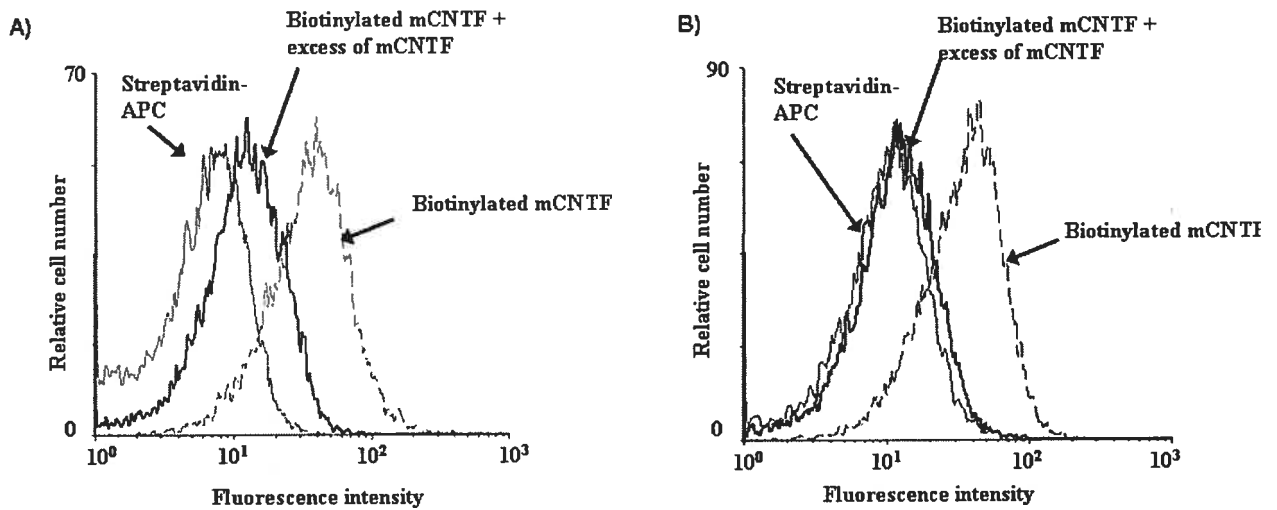 A)
Biotinylated mCNTF +
excess of mCNTF
70
Streptavidin-
APC
Biotinylated mCNTF
Relative cell number
0
10⁰
10¹
10²
10³
Fluorescence intensity
B)
Biotinylated mCNTF +
excess of mCNTF
90
Streptavidin-
APC
Biotinylated mCNTF
Relative cell number
0
10⁰
10¹
10²
10³
Fluorescence intensity